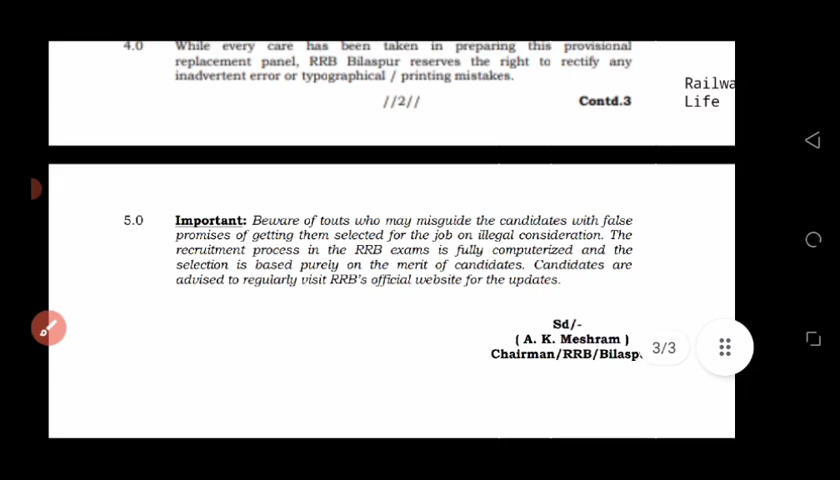 4.0 While every care has been taken in preparing this provisional
replacement panel, RRB Bilaspur reserves the right to rectify any
inadvertent error or typographical / printing mistakes.
//2// Contd.3
Railwa
Life
5.0 Important: Beware of touts who may misguide the candidates with false
promises of getting them selected for the job on illegal consideration. The
recruitment process in the RRB exams is fully computerized and the
selection is based purely on the merit of candidates. Candidates are
advised to regularly visit RRB's official website for the updates.
Sd/-
( A. K. Meshram )
Chairman/RRB/Bilasp
3/3